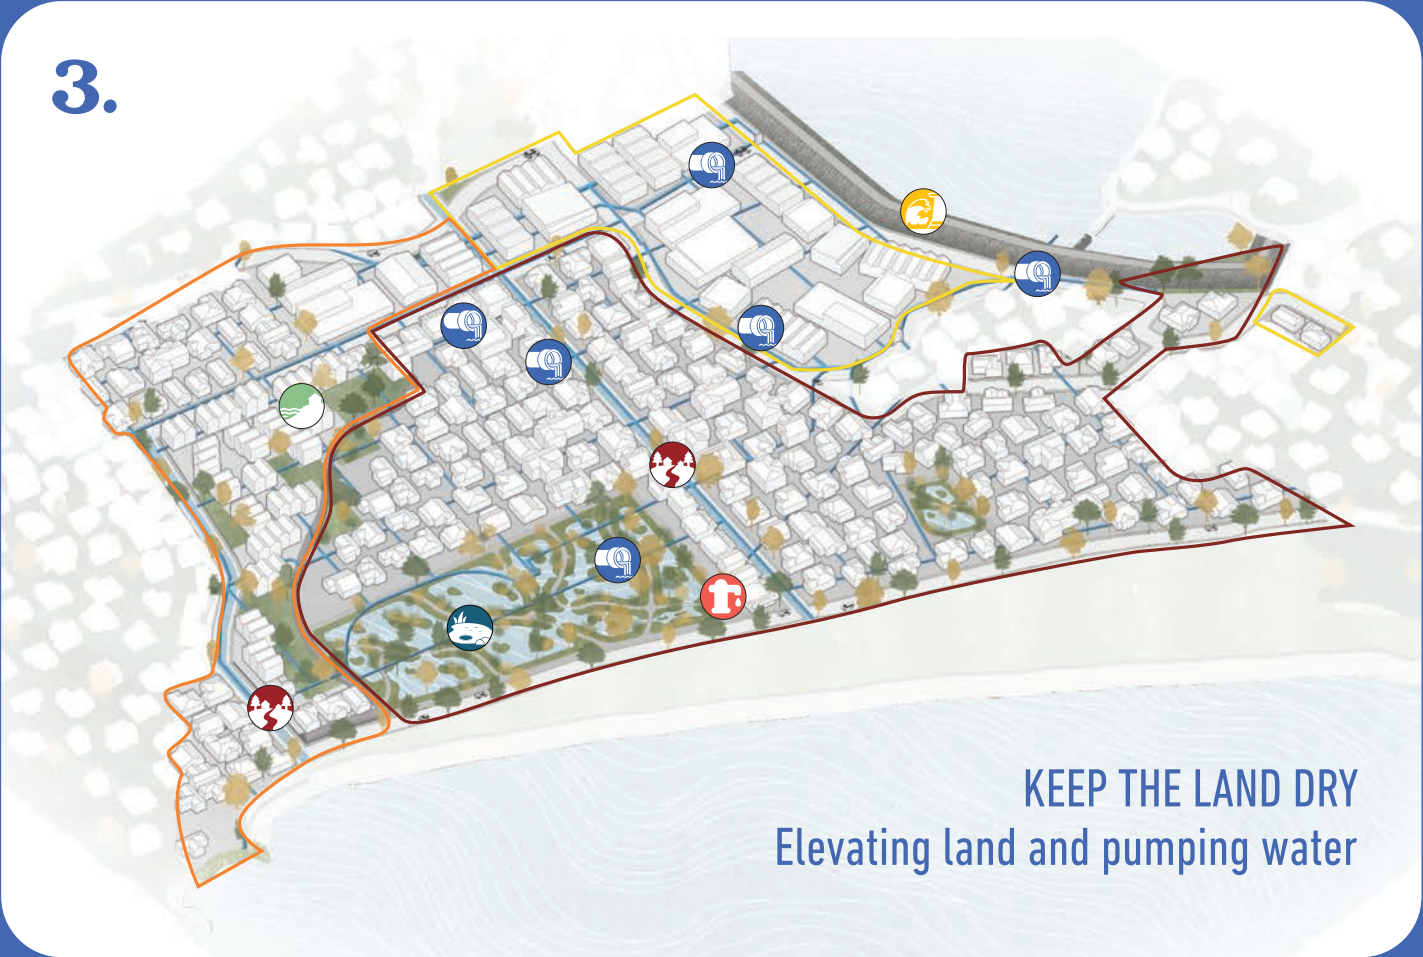 3.
KEEP THE LAND DRY
Elevating land and pumping water